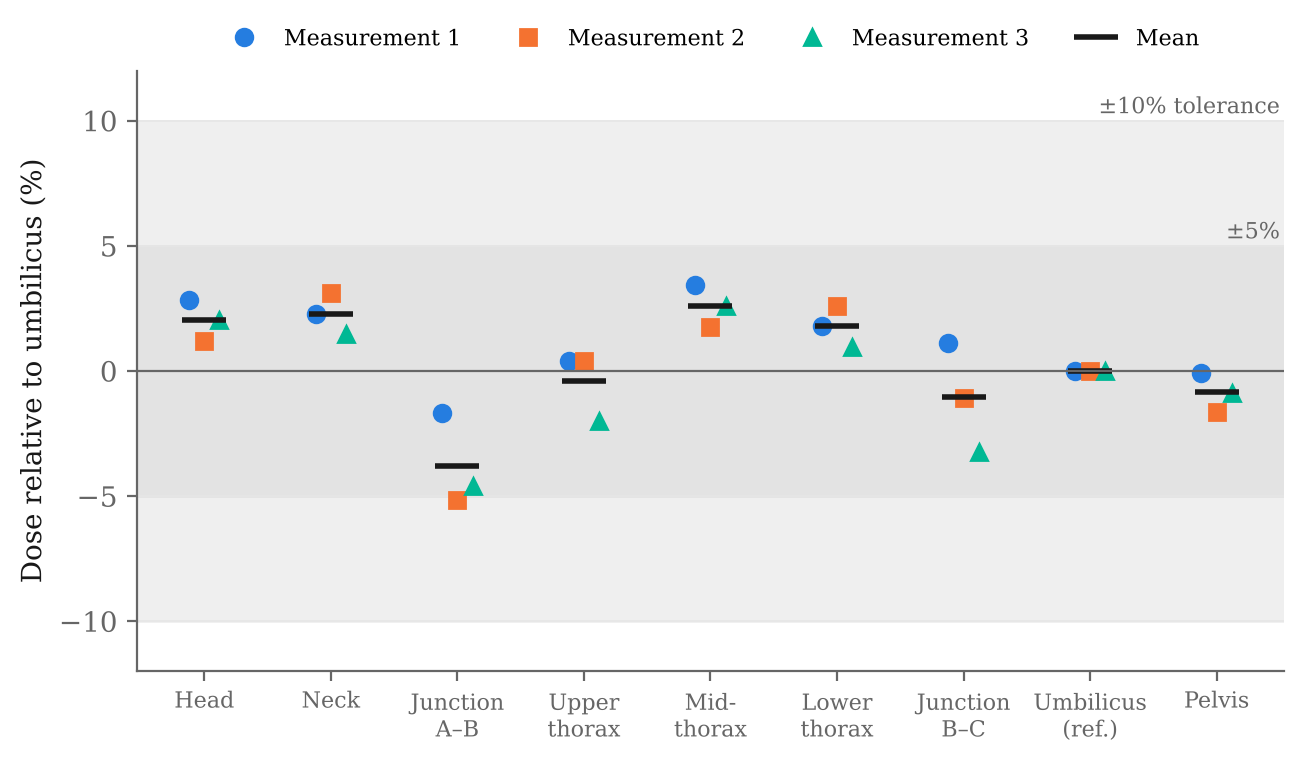 Measurement 1
Measurement 2
Measurement 3
Mean
±10% tolerance
±5%
Dose relative to umbilicus (%)
10
5
0
−5
−10
Head
Neck
Junction
A–B
Upper
thorax
Mid-
thorax
Lower
thorax
Junction
B–C
Umbilicus
(ref.)
Pelvis